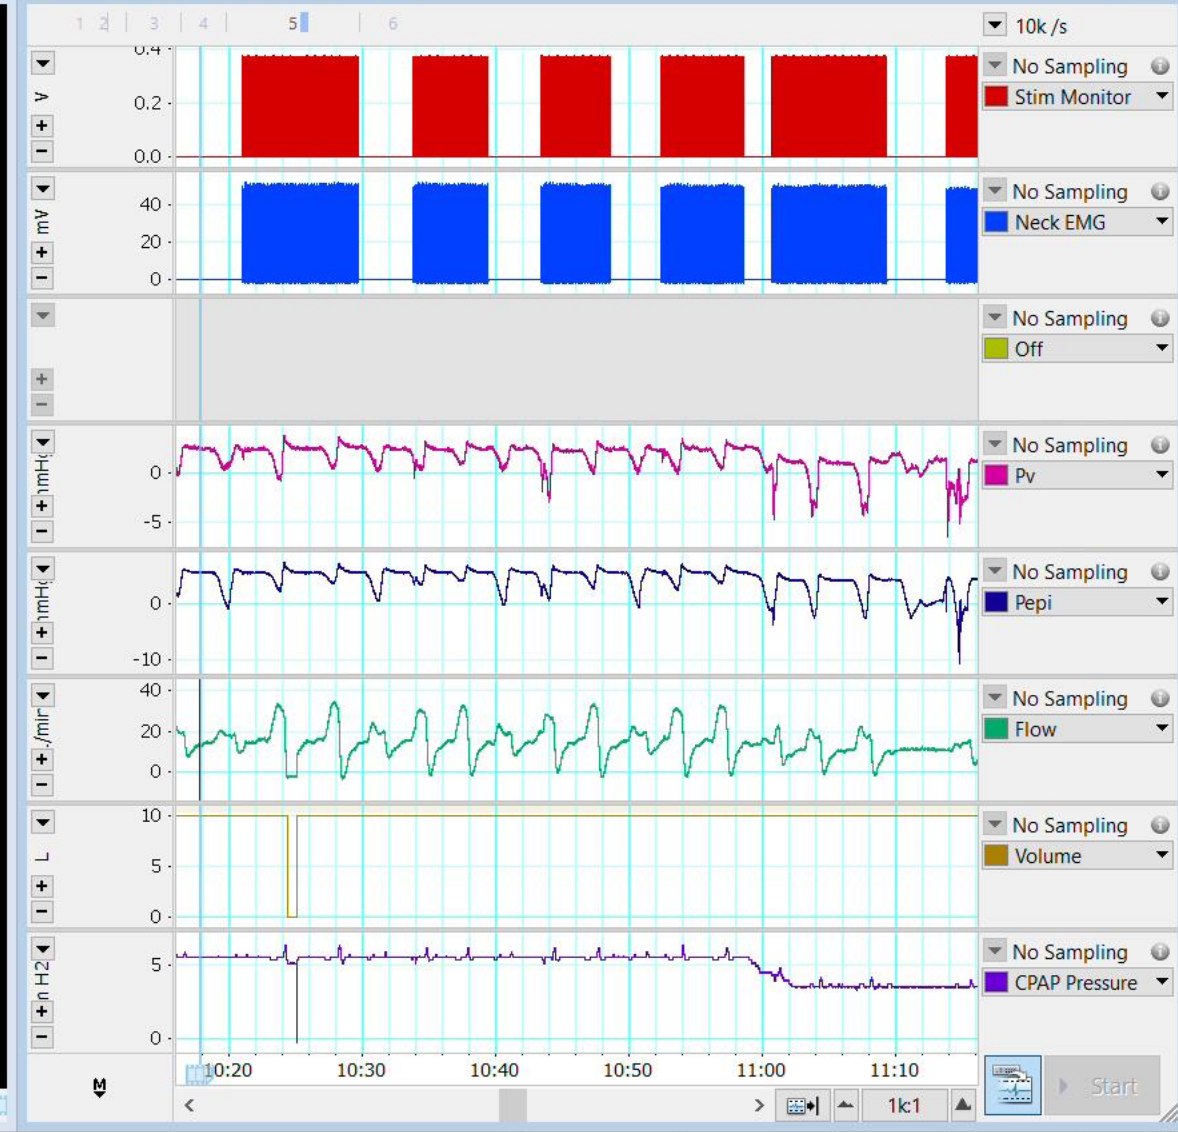 1 2 3 4 5 6
10k /s
0.4
0.2
0.0
V
No Sampling
Stim Monitor
40
20
0
mV
No Sampling
Neck EMG
No Sampling
Off
0
-5
No Sampling
Pv
0
-10
No Sampling
Pepi
40
20
0
./min
No Sampling
Flow
10
5
0
L
No Sampling
Volume
5
0
n H2
No Sampling
CPAP Pressure
10:20 10:30 10:40 10:50 11:00 11:10
M
1k:1
Start